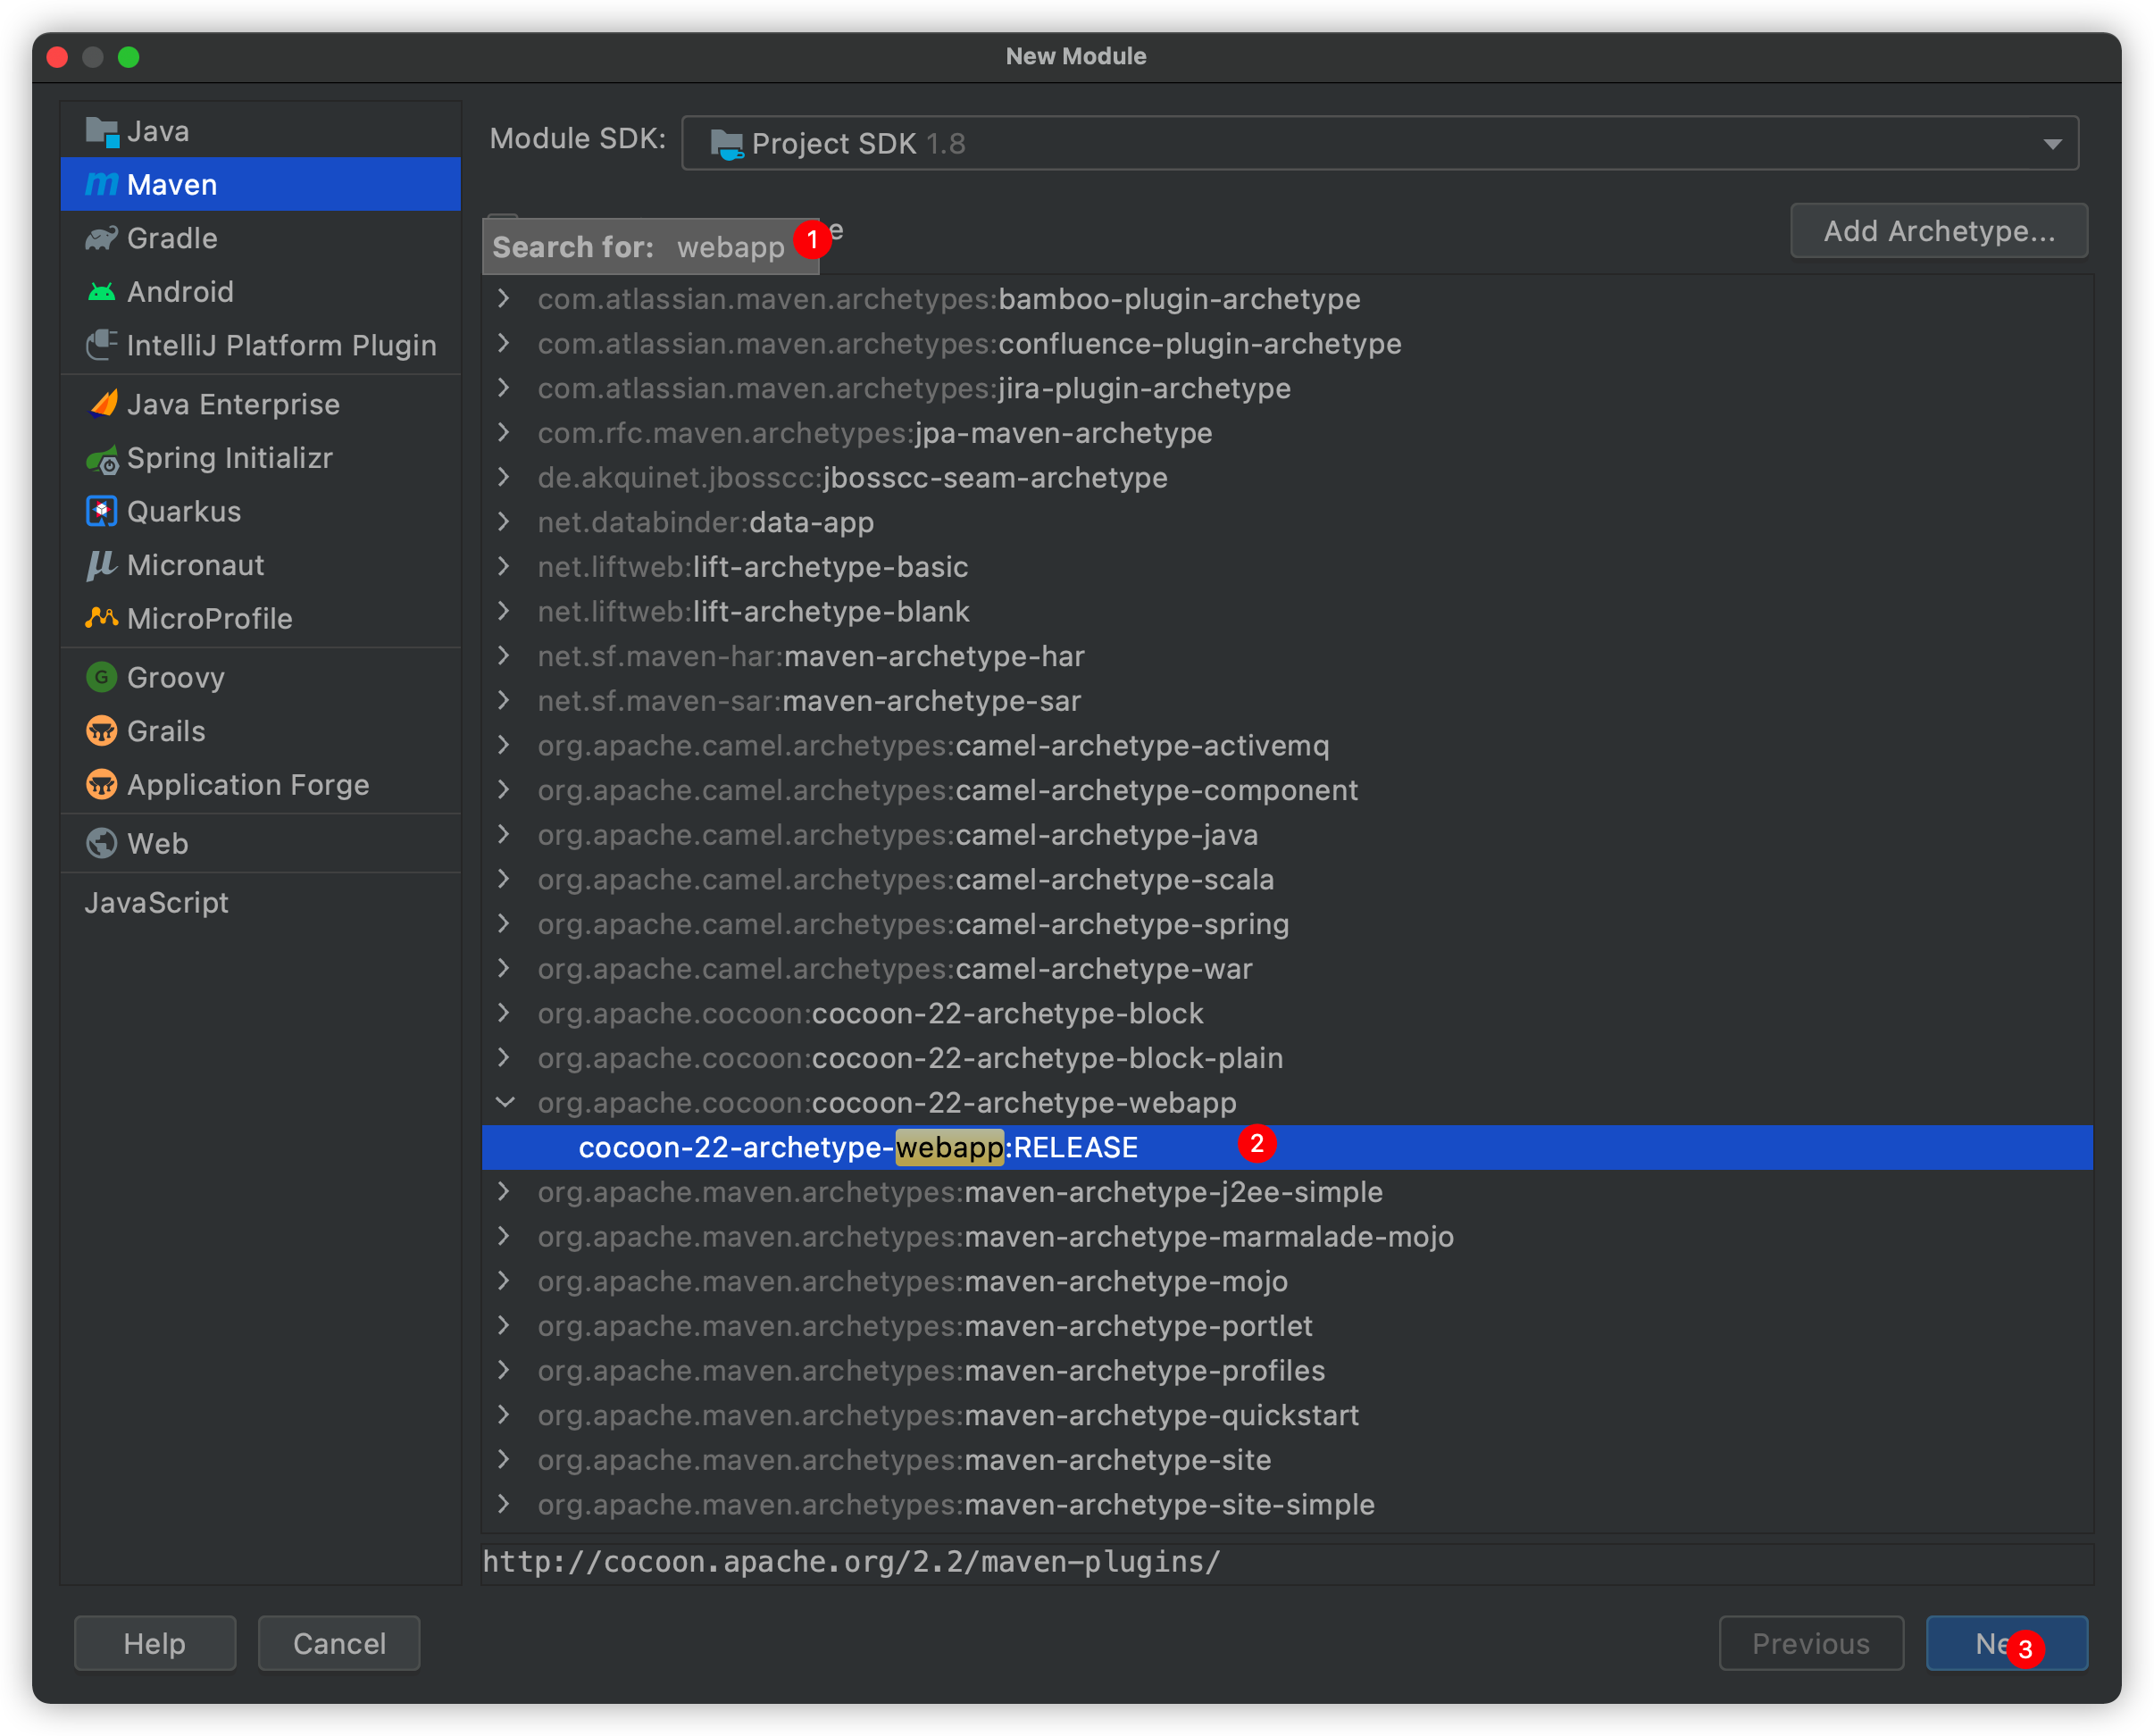 New Module
Java
Maven
Gradle
Android
IntelliJ Platform Plugin
Java Enterprise
Spring Initializr
Quarkus
Micronaut
MicroProfile
G Groovy
Grails
Application Forge
Web
JavaScript
Module SDK: Project SDK 1.8
Search for: webapp 1 e
Add Archetype...
com.atlassian.maven.archetypes:bamboo-plugin-archetype
com.atlassian.maven.archetypes:confluence-plugin-archetype
com.atlassian.maven.archetypes:jira-plugin-archetype
com.rfc.maven.archetypes:jpa-maven-archetype
de.akquinet.jbosscc:jbosscc-seam-archetype
net.databinder:data-app
net.liftweb:lift-archetype-basic
net.liftweb:lift-archetype-blank
net.sf.maven-har:maven-archetype-har
net.sf.maven-sar:maven-archetype-sar
org.apache.camel.archetypes:camel-archetype-activemq
org.apache.camel.archetypes:camel-archetype-component
org.apache.camel.archetypes:camel-archetype-java
org.apache.camel.archetypes:camel-archetype-scala
org.apache.camel.archetypes:camel-archetype-spring
org.apache.camel.archetypes:camel-archetype-war
org.apache.cocoon:cocoon-22-archetype-block
org.apache.cocoon:cocoon-22-archetype-block-plain
org.apache.cocoon:cocoon-22-archetype-webapp
cocoon-22-archetype-webapp:RELEASE 2
org.apache.maven.archetypes:maven-archetype-j2ee-simple
org.apache.maven.archetypes:maven-archetype-marmalade-mojo
org.apache.maven.archetypes:maven-archetype-mojo
org.apache.maven.archetypes:maven-archetype-portlet
org.apache.maven.archetypes:maven-archetype-profiles
org.apache.maven.archetypes:maven-archetype-quickstart
org.apache.maven.archetypes:maven-archetype-site
org.apache.maven.archetypes:maven-archetype-site-simple
http://cocoon.apache.org/2.2/maven-plugins/
Help
Cancel
Previous
Ne 3